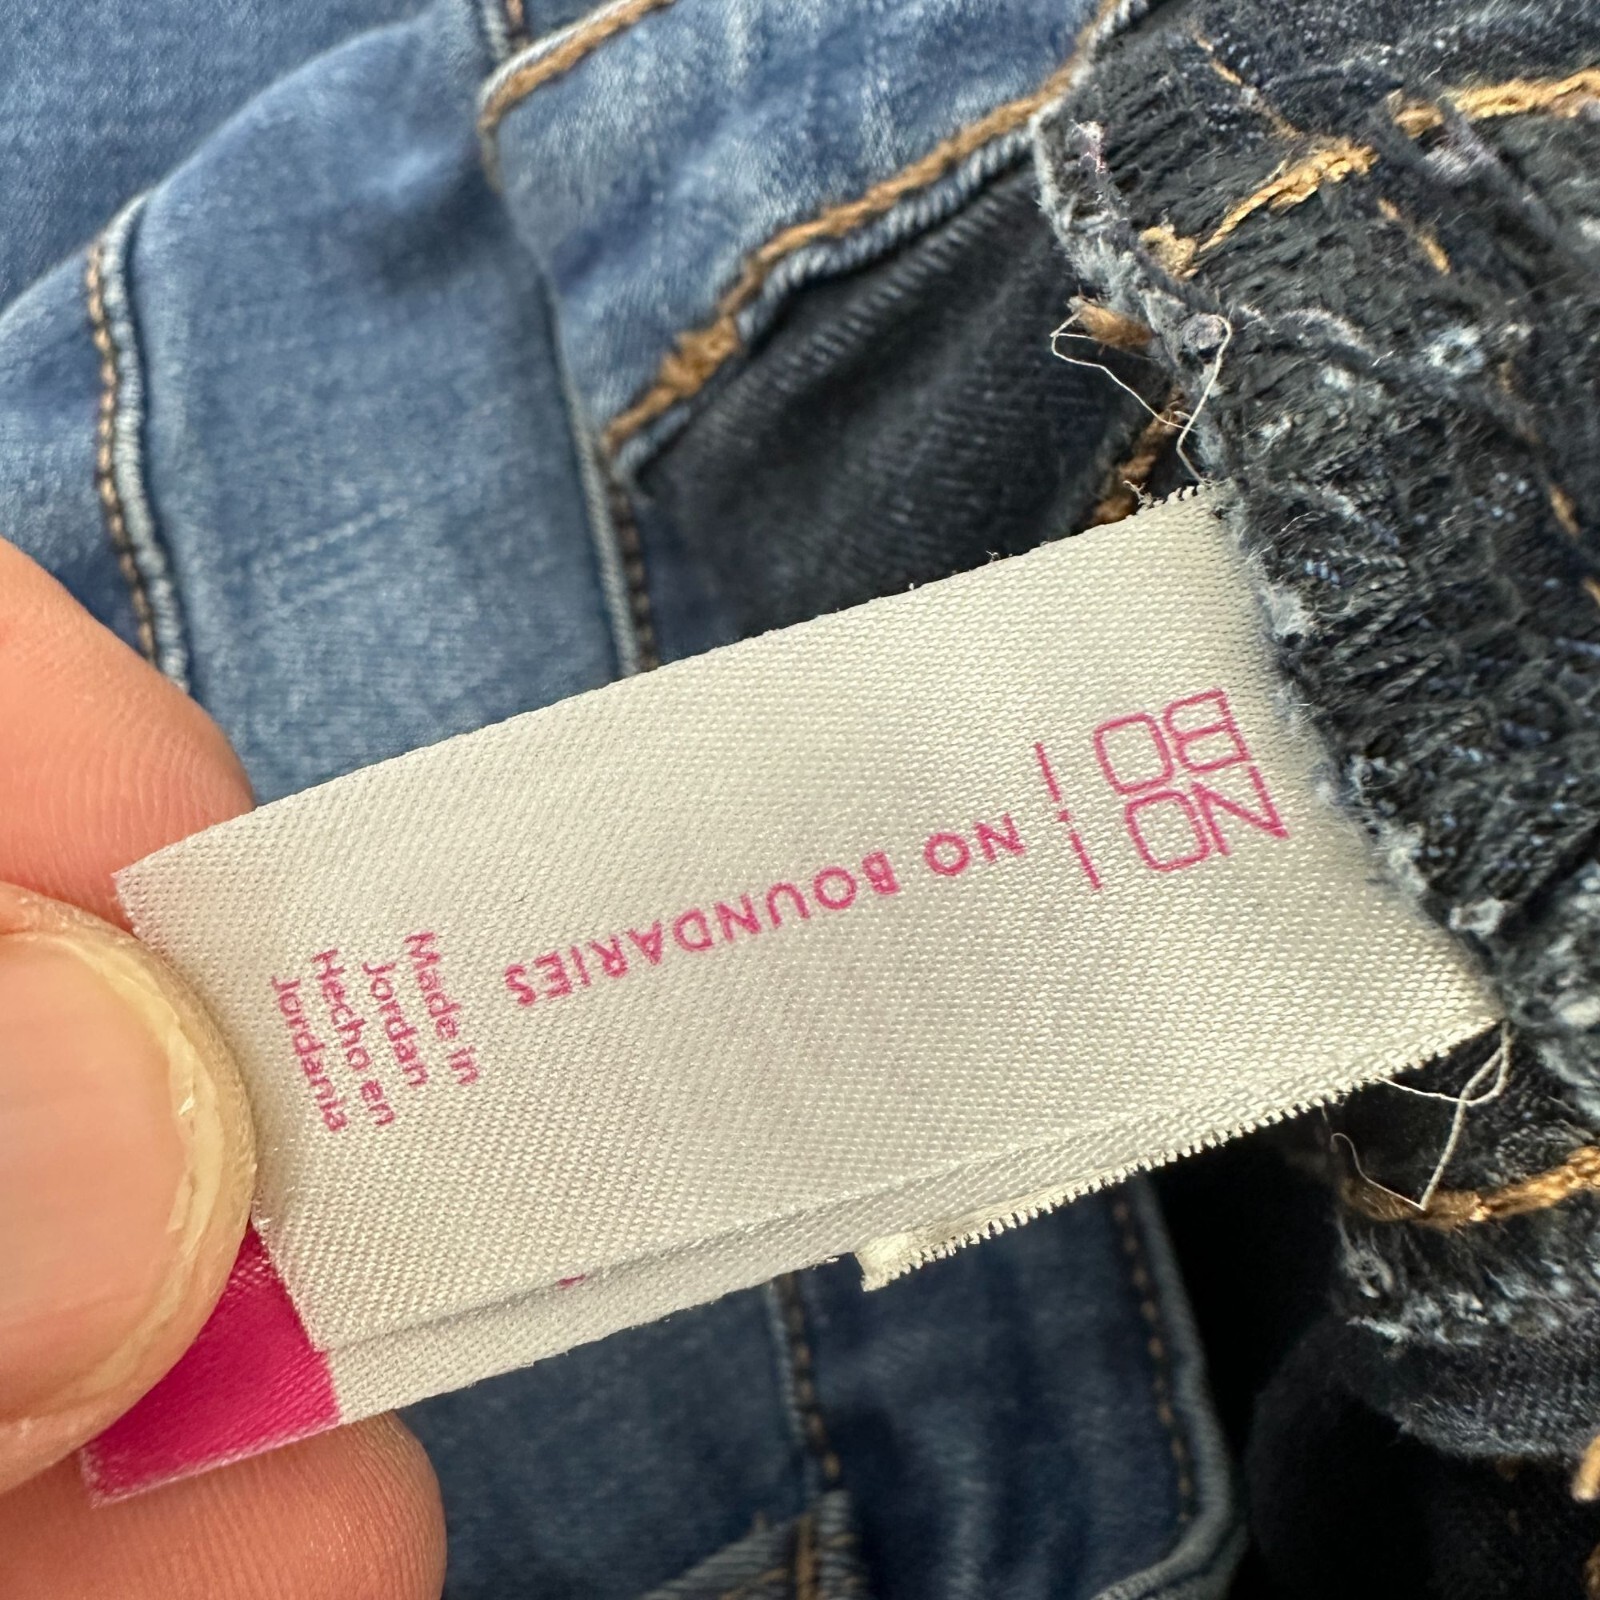 NO
BO
NO BOUNDARIES
Made in
Jordan
Hecho en
Jordania